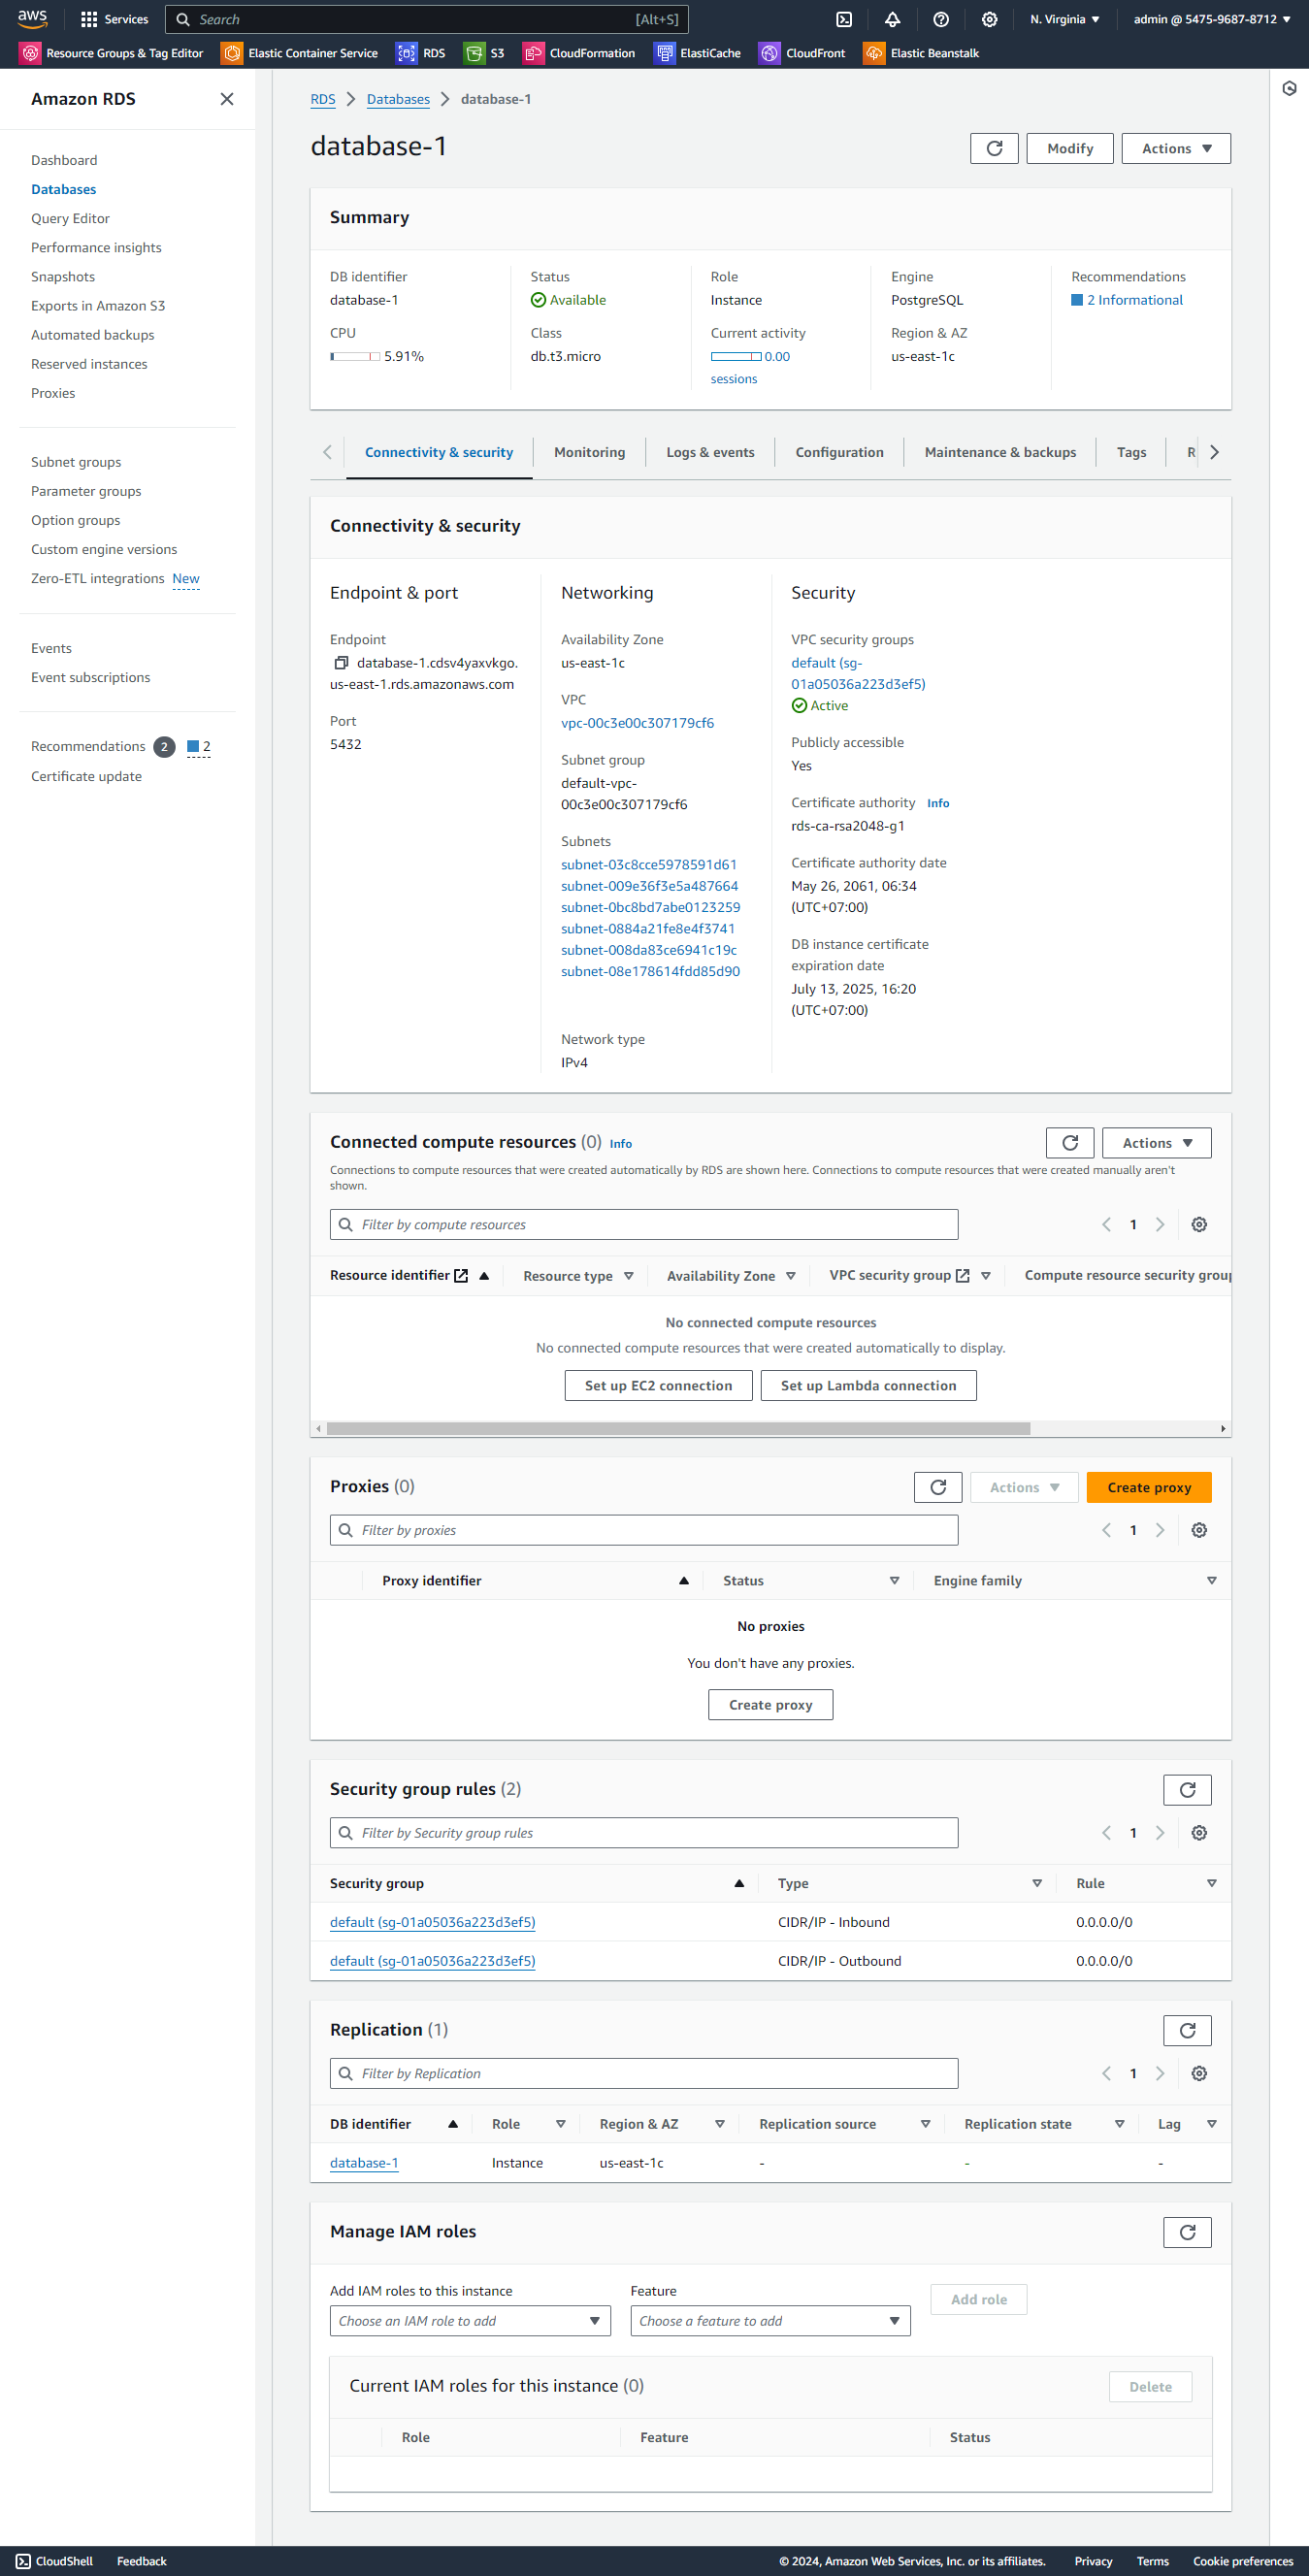 aws Services Search [Alt+S] N. Virginia admin @ 5475-9687-8712
Resource Groups & Tag Editor Elastic Container Service RDS S3 CloudFormation ElastiCache CloudFront Elastic Beanstalk
Amazon RDS
Dashboard
Databases
Query Editor
Performance insights
Snapshots
Exports in Amazon S3
Automated backups
Reserved instances
Proxies
Subnet groups
Parameter groups
Option groups
Custom engine versions
Zero-ETL integrations New
Events
Event subscriptions
Recommendations 2 2
Certificate update
RDS Databases database-1
database-1
Modify Actions
Summary
DB identifier
database-1
CPU
5.91%
Status
Available
Class
db.t3.micro
Role
Instance
Current activity
0.00
sessions
Engine
PostgreSQL
Region & AZ
us-east-1c
Recommendations
2 Informational
Connectivity & security Monitoring Logs & events Configuration Maintenance & backups Tags R
Connectivity & security
Endpoint & port
Endpoint
database-1.cdsv4yaxvkgo.
us-east-1.rds.amazonaws.com
Port
5432
Networking
Availability Zone
us-east-1c
VPC
vpc-00c3e00c307179cf6
Subnet group
default-vpc-
00c3e00c307179cf6
Subnets
subnet-03c8cce5978591d61
subnet-009e36f3e5a487664
subnet-0bc8bd7abe0123259
subnet-0884a21fe8e4f3741
subnet-008da83ce6941c19c
subnet-08e178614fdd85d90
Network type
IPv4
Security
VPC security groups
default (sg-
01a05036a223d3ef5)
Active
Publicly accessible
Yes
Certificate authority Info
rds-ca-rsa2048-g1
Certificate authority date
May 26, 2061, 06:34
(UTC+07:00)
DB instance certificate
expiration date
July 13, 2025, 16:20
(UTC+07:00)
Connected compute resources (0) Info
Actions
Connections to compute resources that were created automatically by RDS are shown here. Connections to compute resources that were created manually aren't
shown.
Filter by compute resources 1
Resource identifier Resource type Availability Zone VPC security group Compute resource security grou
No connected compute resources
No connected compute resources that were created automatically to display.
Set up EC2 connection Set up Lambda connection
Proxies (0) Actions Create proxy
Filter by proxies 1
Proxy identifier Status Engine family
No proxies
You don't have any proxies.
Create proxy
Security group rules (2)
Filter by Security group rules 1
Security group Type Rule
default (sg-01a05036a223d3ef5) CIDR/IP - Inbound 0.0.0.0/0
default (sg-01a05036a223d3ef5) CIDR/IP - Outbound 0.0.0.0/0
Replication (1)
Filter by Replication 1
DB identifier Role Region & AZ Replication source Replication state Lag
database-1 Instance us-east-1c - - -
Manage IAM roles
Add IAM roles to this instance Feature
Choose an IAM role to add Choose a feature to add Add role
Current IAM roles for this instance (0) Delete
Role Feature Status
CloudShell Feedback © 2024, Amazon Web Services, Inc. or its affiliates. Privacy Terms Cookie preferences